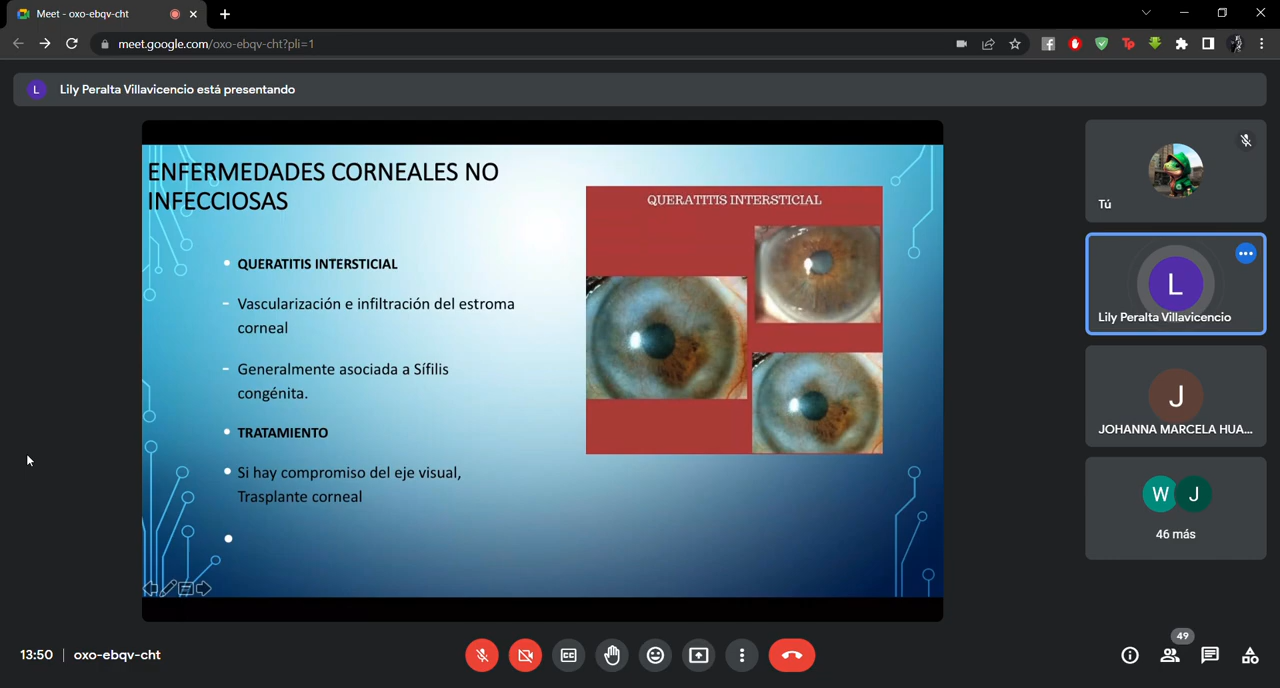 Meet - oxo-ebqv-cht
meet.google.com/oxo-ebqv-cht?pli=1
L
Lily Peralta Villavicencio está presentando
ENFERMEDADES CORNEALES NO
INFECCIOSAS
QUERATITIS INTERSTICIAL
- Vascularización e infiltración del estroma
corneal
- Generalmente asociada a Sífilis
congénita.
TRATAMIENTO
Si hay compromiso del eje visual,
Trasplante corneal
QUERATITIS INTERSTICIAL
Tú
L
Lily Peralta Villavicencio
J
JOHANNA MARCELA HUA...
W J
46 más
13:50 | oxo-ebqv-cht
49